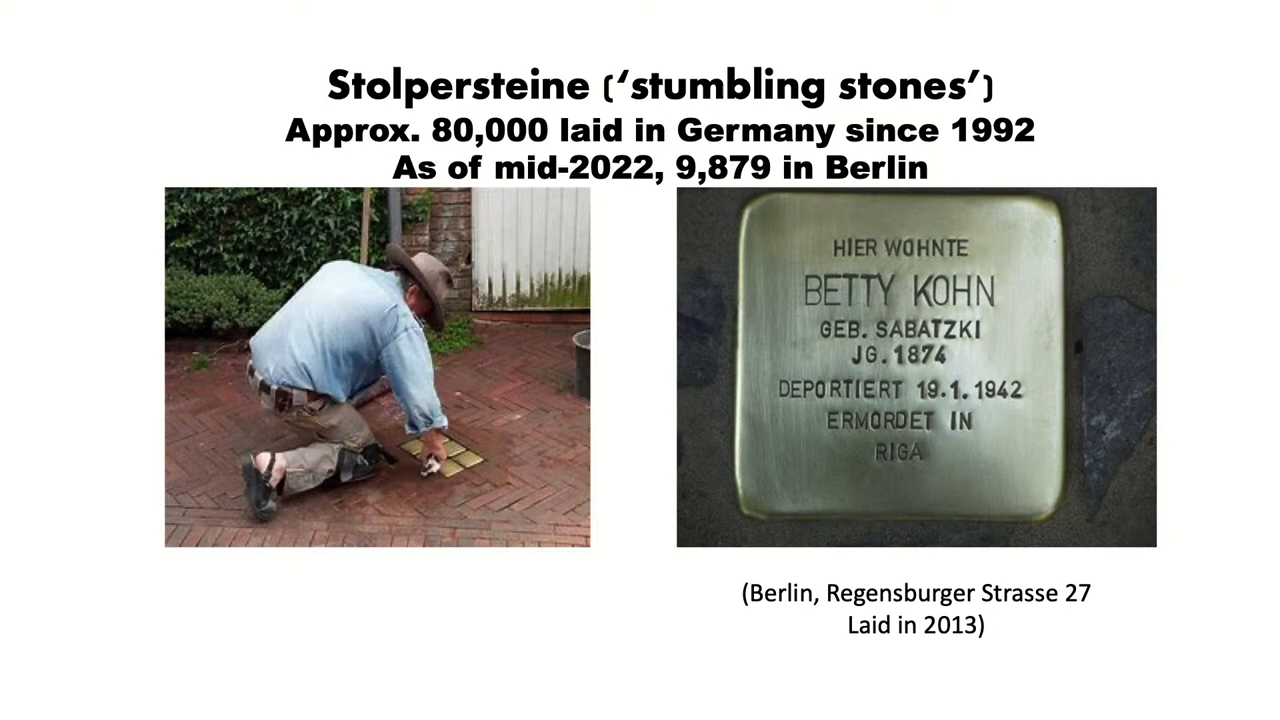 Stolpersteine (‘stumbling stones’)
Approx. 80,000 laid in Germany since 1992
As of mid-2022, 9,879 in Berlin
HIER WOHNTE
BETTY KOHN
GEB. SABATZKI
JG. 1874
DEPORTIERT 19.1.1942
ERMORDET IN
RIGA
(Berlin, Regensburger Strasse 27
Laid in 2013)